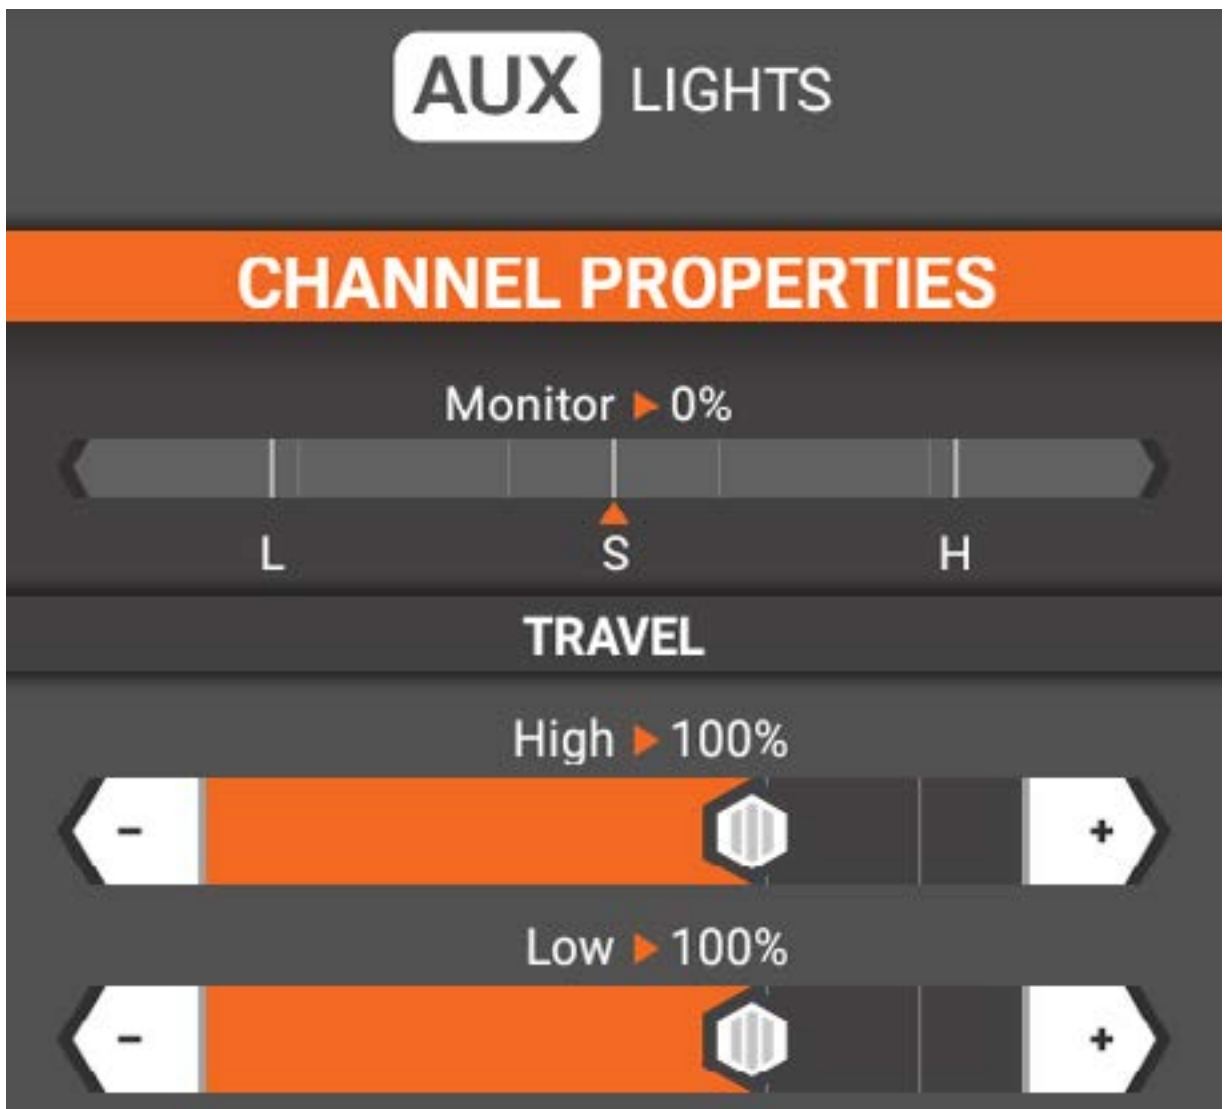 AUX LIGHTS
CHANNEL PROPERTIES
Monitor ▶ 0%
L S H
TRAVEL
High ▶ 100%
- +
Low ▶ 100%
- +